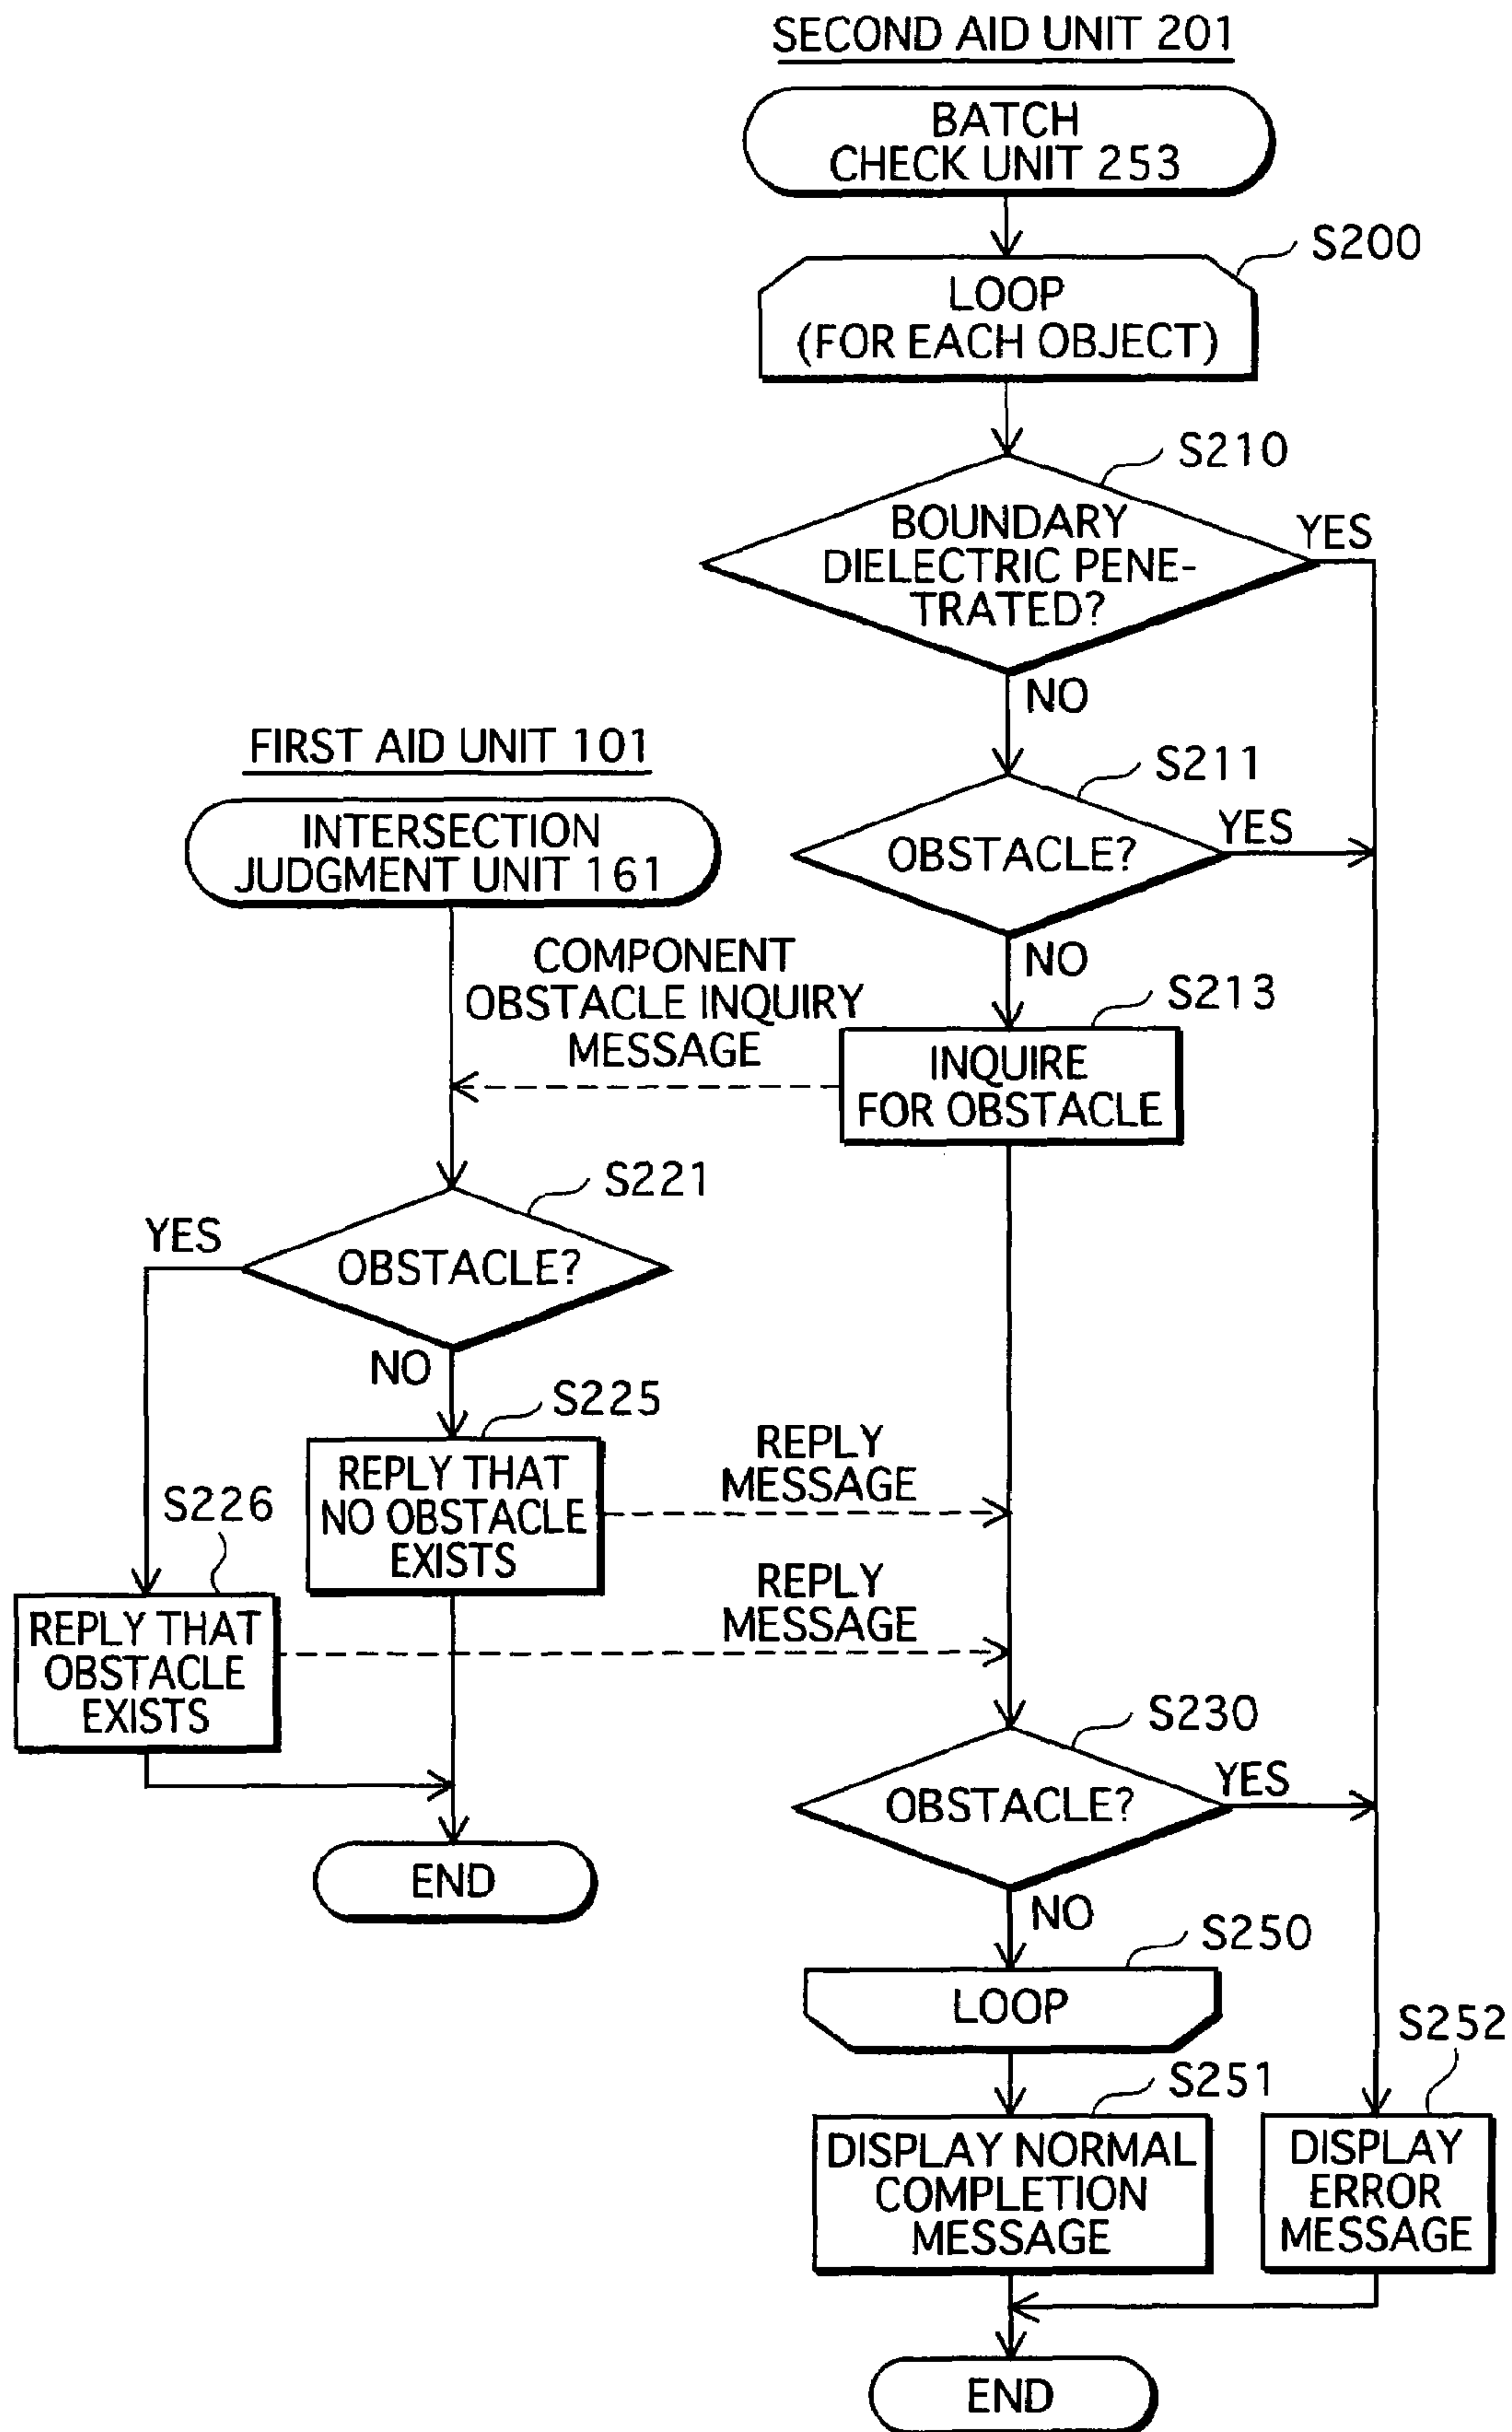 SECOND AID UNIT 201
BATCH
CHECK UNIT 253
S200
LOOP
(FOR EACH OBJECT)
S210
BOUNDARY
DIELECTRIC PENE-
TRATED?
YES
NO
FIRST AID UNIT 101
INTERSECTION
JUDGMENT UNIT 161
S211
OBSTACLE?
YES
NO
COMPONENT
OBSTACLE INQUIRY
MESSAGE
S213
INQUIRE
FOR OBSTACLE
S221
YES
OBSTACLE?
NO
S225
REPLY THAT
NO OBSTACLE
EXISTS
REPLY
MESSAGE
S226
REPLY THAT
OBSTACLE
EXISTS
REPLY
MESSAGE
S230
OBSTACLE?
YES
NO
END
S250
LOOP
S251
DISPLAY NORMAL
COMPLETION
MESSAGE
S252
DISPLAY
ERROR
MESSAGE
END